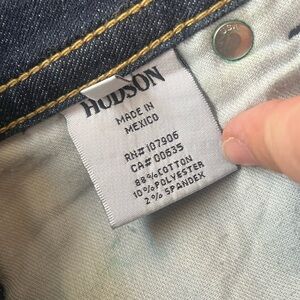 HUDSON
MADE IN
MEXICO
RN# 107906
CA# 00635
88% COTTON
10% POLYESTER
2% SPANDEX